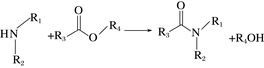 HN R₁ R₂ + R₃ O O R₄ → R₃ O N R₁ R₂ +R₄OH